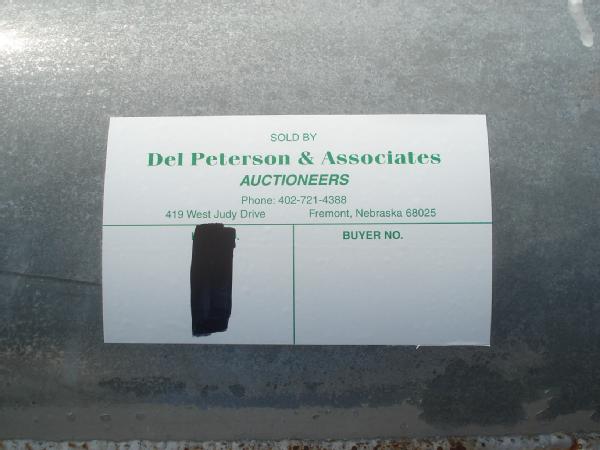 SOLD BY
Del Peterson & Associates
AUCTIONEERS
Phone: 402-721-4388
419 West Judy Drive Fremont, Nebraska 68025
BUYER NO.